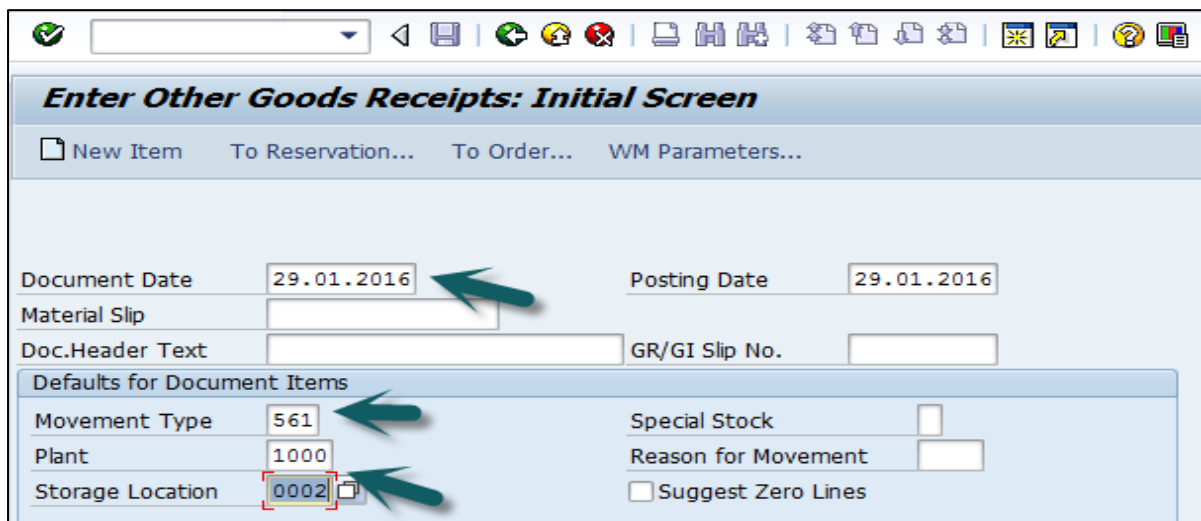 Enter Other Goods Receipts: Initial Screen
New Item To Reservation... To Order... WM Parameters...
Document Date 29.01.2016 Posting Date 29.01.2016
Material Slip
Doc.Header Text GR/GI Slip No.
Defaults for Document Items
Movement Type 561 Special Stock
Plant 1000 Reason for Movement
Storage Location 0002 Suggest Zero Lines